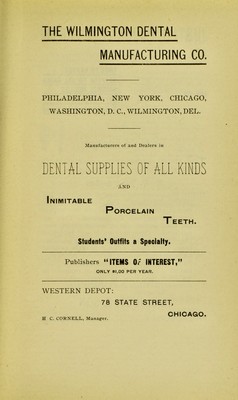 THE WILMINGTON DENTAL
MANUFACTURING CO.
PHILADELPHIA, NEW YORK, CHICAGO,
WASHINGTON, D. C., WILMINGTON, DEL.
Manufacturers of and Dealers in
DENTAL SUPPLIES OF ALL KINDS
AND
INIMITABLE
PORCELAIN
TEETH.
Students' Outfits a Specialty.
Publishers "ITEMS OF INTEREST,"
ONLY $1,00 PER YEAR.
WESTERN DEPOT:
78 STATE STREET,
CHICAGO.
H C. CORNELL, Manager.